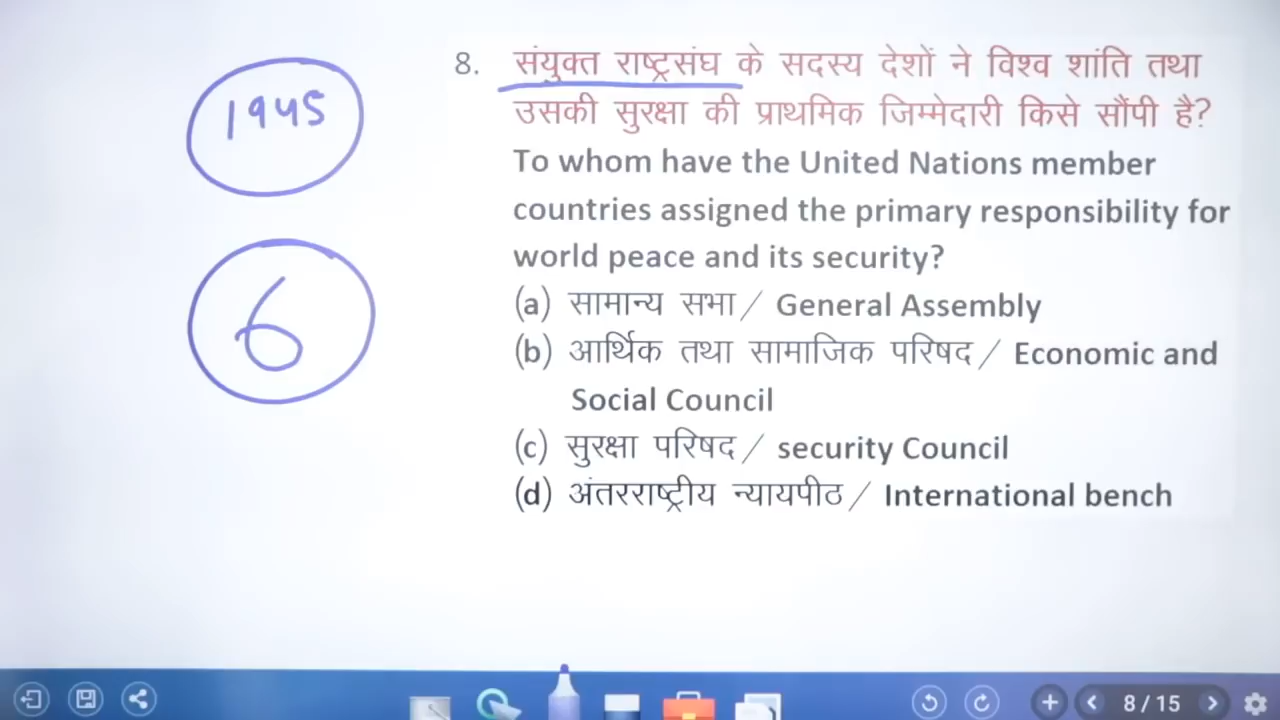 1945
6
8. संयुक्त राष्ट्रसंघ के सदस्य देशों ने विश्व शांति तथा
उसकी सुरक्षा की प्राथमिक जिम्मेदारी किसे सौंपी है?
To whom have the United Nations member
countries assigned the primary responsibility for
world peace and its security?
(a) सामान्य सभा/ General Assembly
(b) आर्थिक तथा सामाजिक परिषद/ Economic and
Social Council
(c) सुरक्षा परिषद/ security Council
(d) अंतरराष्ट्रीय न्यायपीठ/ International bench
8 / 15